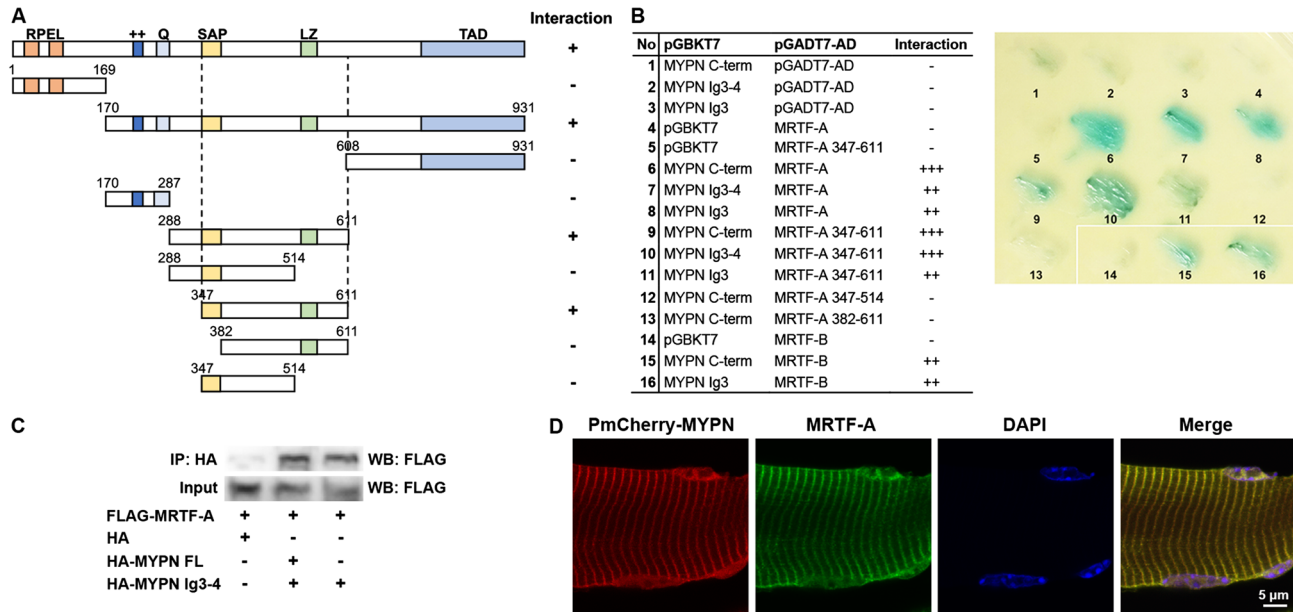 A
Interaction
RPEL ++ Q SAP LZ TAD
+
1 169
-
170 931
+
608 931
-
170 287
-
288 611
+
288 514
-
347 611
+
382 611
-
347 514
-
B
No pGBKT7 pGADT7-AD Interaction
1 MYPN C-term pGADT7-AD -
2 MYPN Ig3-4 pGADT7-AD -
3 MYPN Ig3 pGADT7-AD -
4 pGBKT7 MRTF-A -
5 pGBKT7 MRTF-A 347-611 -
6 MYPN C-term MRTF-A +++
7 MYPN Ig3-4 MRTF-A ++
8 MYPN Ig3 MRTF-A ++
9 MYPN C-term MRTF-A 347-611 +++
10 MYPN Ig3-4 MRTF-A 347-611 +++
11 MYPN Ig3 MRTF-A 347-611 ++
12 MYPN C-term MRTF-A 347-514 -
13 MYPN C-term MRTF-A 382-611 -
14 pGBKT7 MRTF-B -
15 MYPN C-term MRTF-B ++
16 MYPN Ig3 MRTF-B ++
1 2 3 4
5 6 7 8
9 10 11 12
13 14 15 16
C
IP: HA WB: FLAG
Input WB: FLAG
FLAG-MRTF-A + + +
HA + - -
HA-MYPN FL - + -
HA-MYPN Ig3-4 - + +
D
PmCherry-MYPN MRTF-A DAPI Merge
5 µm